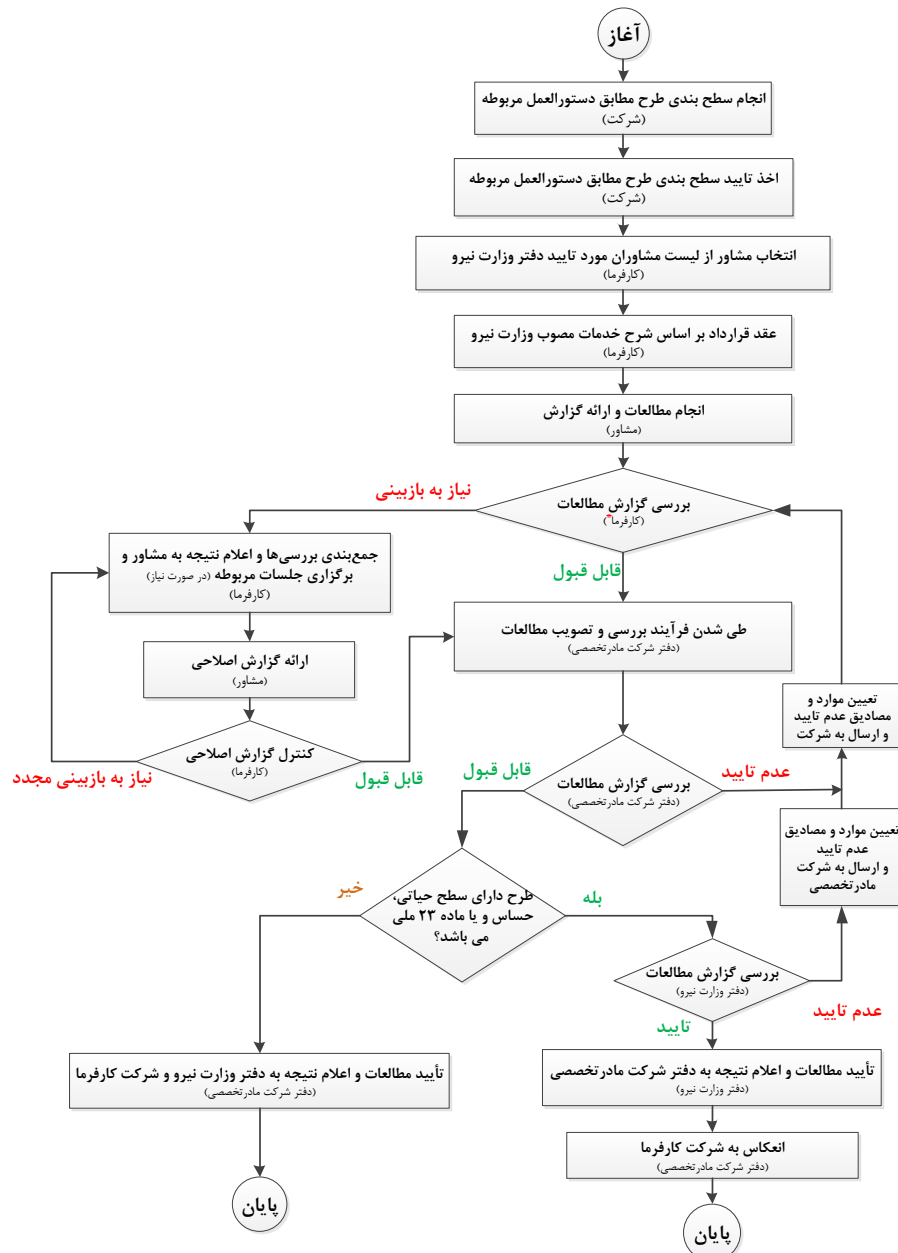 آغاز
انجام سطح بندی طرح مطابق دستورالعمل مربوطه
(شرکت)
اخذ تایید سطح بندی طرح مطابق دستورالعمل مربوطه
(شرکت)
انتخاب مشاور از لیست مشاوران مورد تایید دفتر وزارت نیرو
(کارفرما)
عقد قرارداد بر اساس شرح خدمات مصوب وزارت نیرو
(کارفرما)
انجام مطالعات و ارائه گزارش
(مشاور)
بررسی گزارش مطالعات
(کارفرما*)
نیاز به بازبینی
قابل قبول
جمع‌بندی بررسی‌ها و اعلام نتیجه به مشاور و
برگزاری جلسات مربوطه (در صورت نیاز)
(کارفرما)
ارائه گزارش اصلاحی
(مشاور)
کنترل گزارش اصلاحی
(کارفرما)
نیاز به بازبینی مجدد
قابل قبول
طی شدن فرآیند بررسی و تصویب مطالعات
(دفتر شرکت مادرتخصصی)
بررسی گزارش مطالعات
(دفتر شرکت مادرتخصصی)
عدم تایید
قابل قبول
تعیین موارد و
مصادیق عدم تایید
و ارسال به شرکت
تعیین موارد و مصادیق
عدم تایید
و ارسال به شرکت
مادرتخصصی
طرح دارای سطح حیاتی،
حساس و یا ماده ۲۳ ملی
می باشد؟
بله
خیر
بررسی گزارش مطالعات
(دفتر وزارت نیرو)
عدم تایید
تایید
تأیید مطالعات و اعلام نتیجه به دفتر شرکت مادرتخصصی
(دفتر وزارت نیرو)
انعکاس به شرکت کارفرما
(دفتر شرکت مادرتخصصی)
پایان
تأیید مطالعات و اعلام نتیجه به دفتر وزارت نیرو و شرکت کارفرما
(دفتر شرکت مادرتخصصی)
پایان